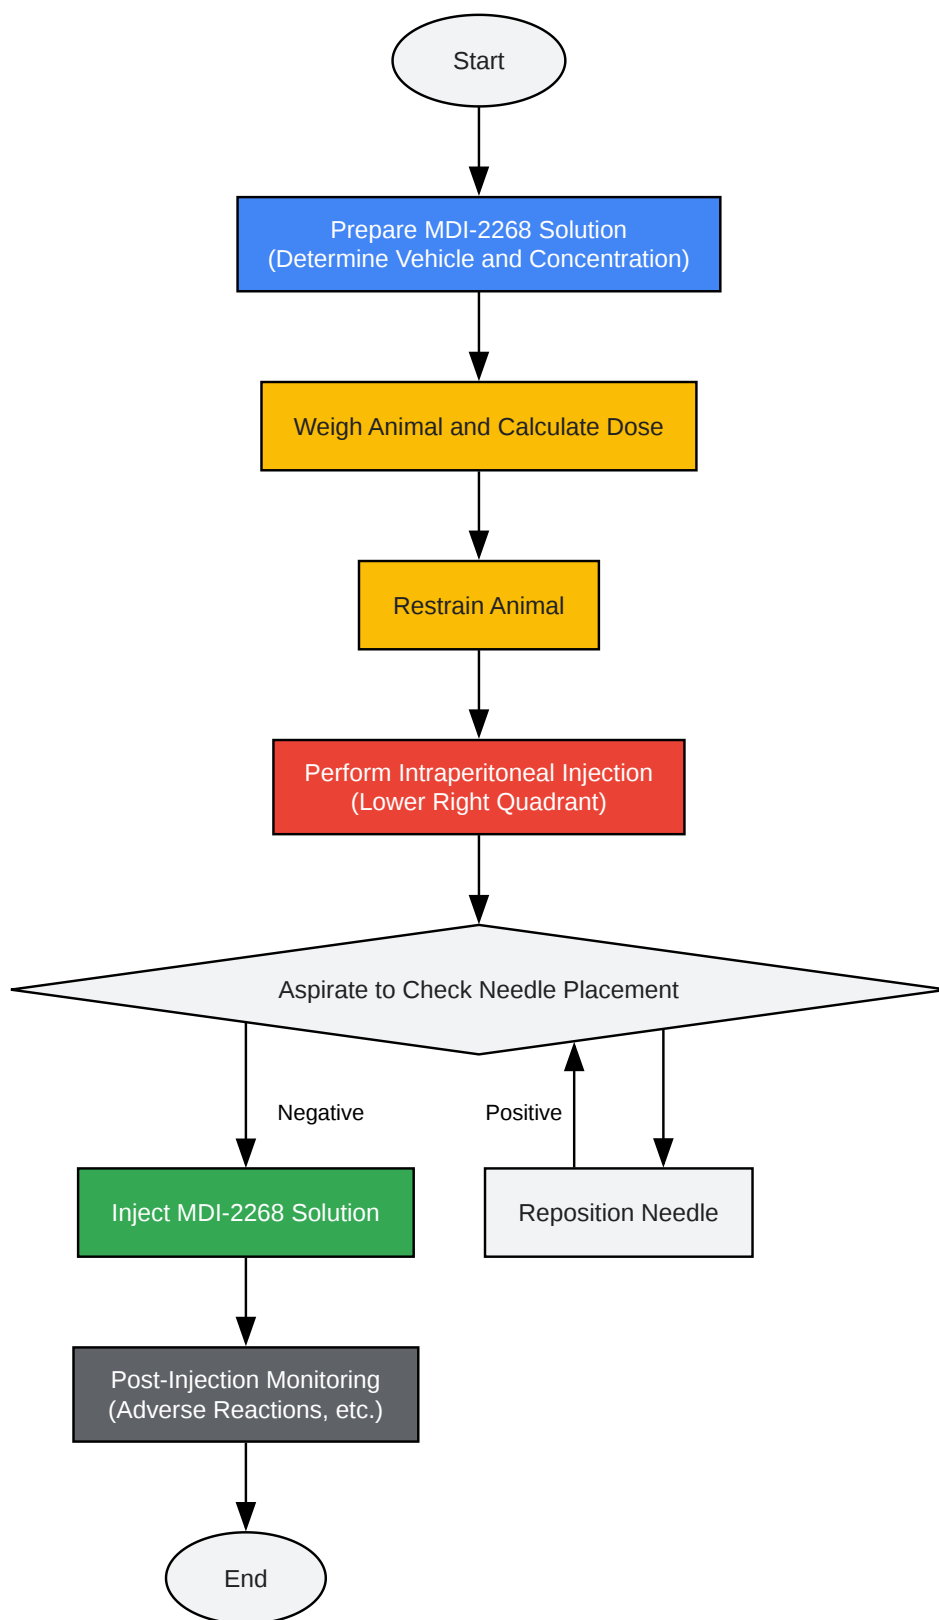 Start
Prepare MDI-2268 Solution
(Determine Vehicle and Concentration)
Weigh Animal and Calculate Dose
Restrain Animal
Perform Intraperitoneal Injection
(Lower Right Quadrant)
Aspirate to Check Needle Placement
Negative
Positive
Inject MDI-2268 Solution
Reposition Needle
Post-Injection Monitoring
(Adverse Reactions, etc.)
End